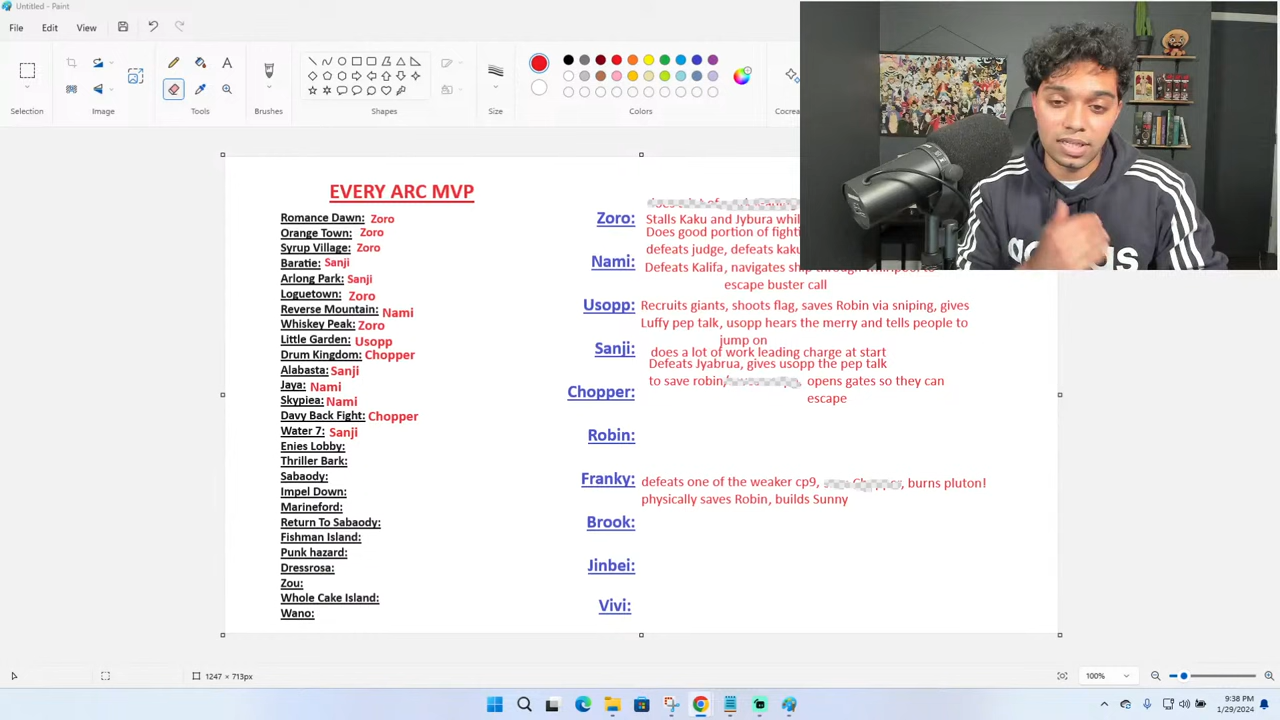 Untitled - Paint
File Edit View
Selection Image Tools Brushes Shapes Size Colors Cocrea
EVERY ARC MVP
Romance Dawn: Zoro
Orange Town: Zoro
Syrup Village: Zoro
Baratie: Sanji
Arlong Park: Sanji
Loguetown: Zoro
Reverse Mountain: Nami
Whiskey Peak: Zoro
Little Garden: Usopp
Drum Kingdom: Chopper
Alabasta: Sanji
Jaya: Nami
Skypiea: Nami
Davy Back Fight: Chopper
Water 7: Sanji
Enies Lobby:
Thriller Bark:
Sabaody:
Impel Down:
Marineford:
Return To Sabaody:
Fishman Island:
Punk hazard:
Dressrosa:
Zou:
Whole Cake Island:
Wano:
Zoro: Stalls Kaku and Jybura whil
Does good portion of fighti
defeats judge, defeats kaku
Nami: Defeats Kalifa, navigates ship through whirlpool to
escape buster call
Usopp: Recruits giants, shoots flag, saves Robin via sniping, gives
Luffy pep talk, usopp hears the merry and tells people to
jump on
Sanji: does a lot of work leading charge at start
Defeats Jyabrua, gives usopp the pep talk
to save robin, opens gates so they can
escape
Chopper:
Robin:
Franky: defeats one of the weaker cp9, , burns pluton!
physically saves Robin, builds Sunny
Brook:
Jinbei:
Vivi:
1247 × 713px
100%
9:38 PM
1/29/2024